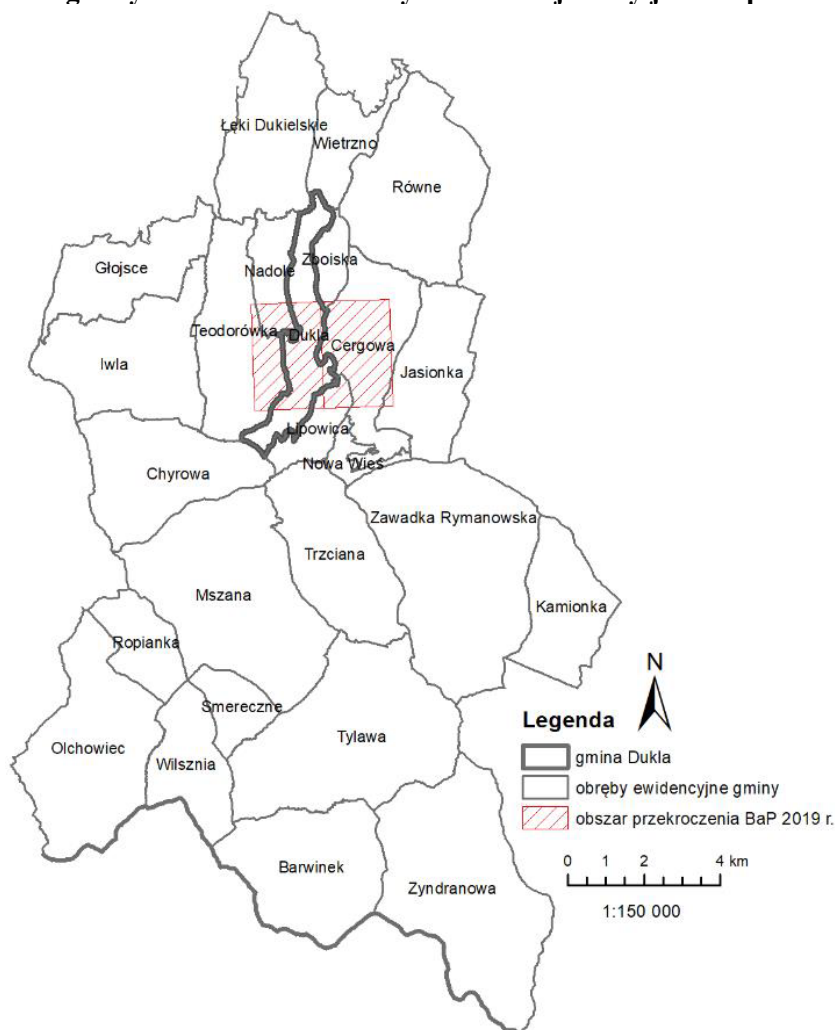 Łęki Dukielskie
Wietrzno
Równe
Głojsce
Nadole
Zboiska
Teodorówka
Dukla
Cergowa
Iwla
Jasionka
Lipowica
Nowa Wieś
Chyrowa
Zawadka Rymanowska
Trzciana
Mszana
Kamionka
Ropianka
Smereczne
Olchowiec
Wilsznia
Tylawa
Barwinek
Zyndranowa
N
Legenda
gmina Dukla
obręby ewidencyjne gminy
obszar przekroczenia BaP 2019 r.
0 1 2 4 km
1:150 000